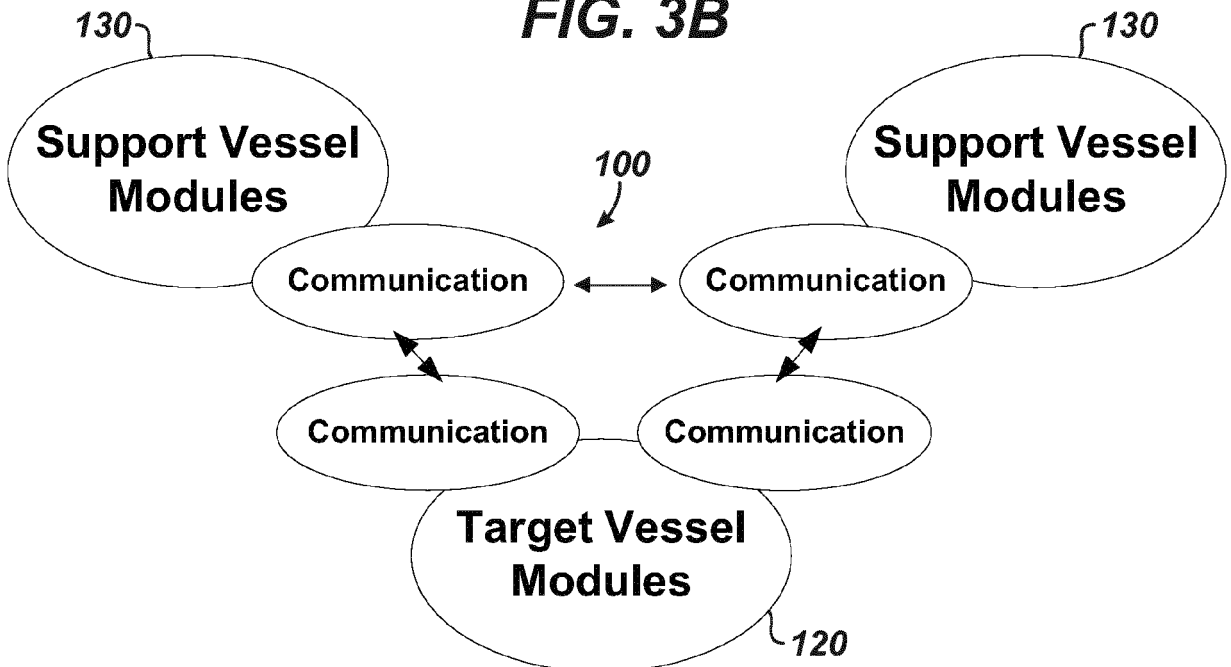 FIG. 3B
130
130
Support Vessel
Modules
Support Vessel
Modules
100
Communication
Communication
Communication
Communication
Target Vessel
Modules
120